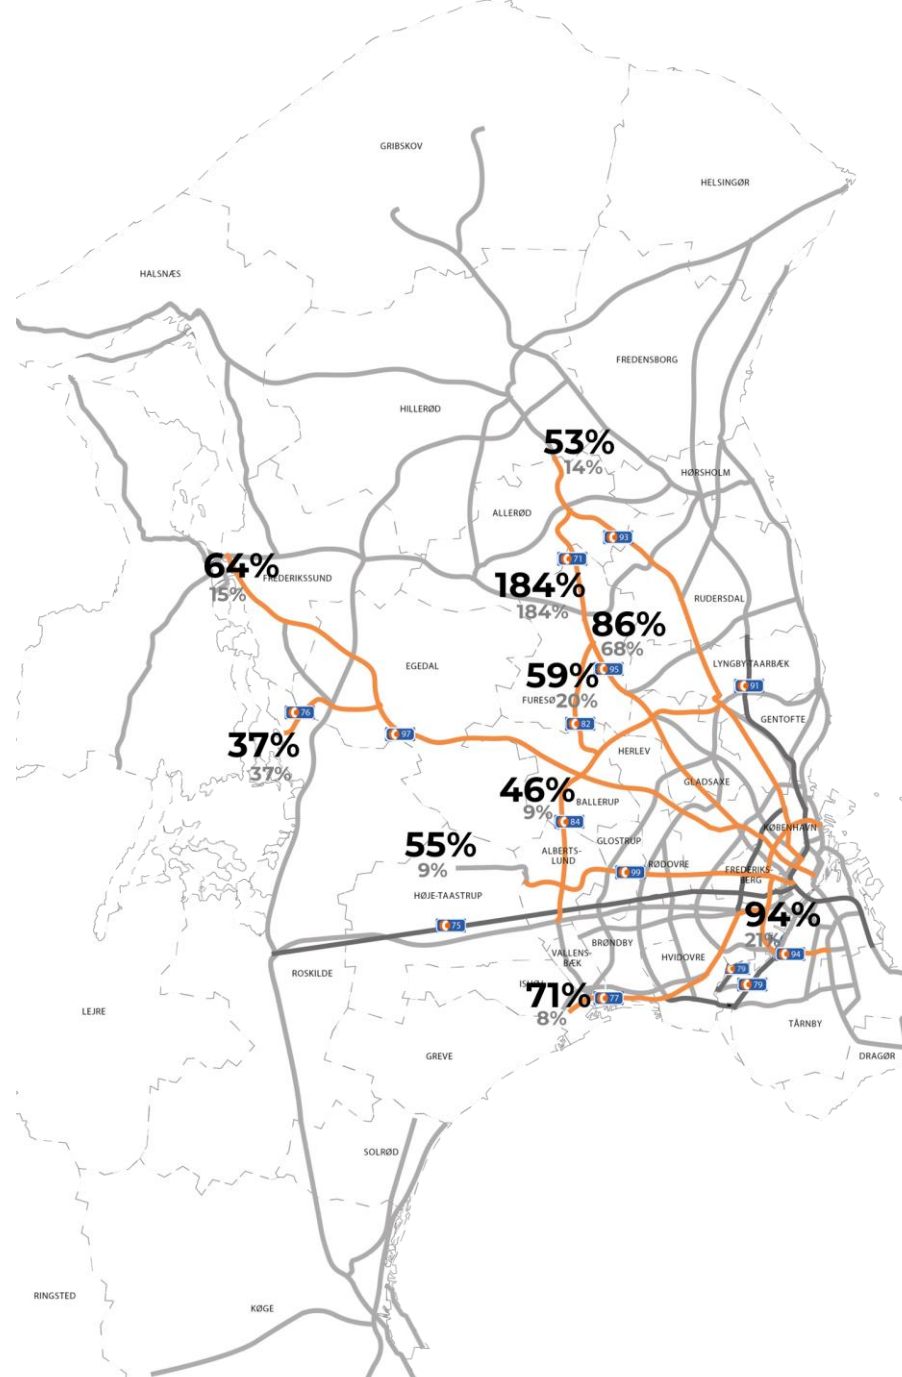 GRIBSKOV
HELSINGØR
HALSNÆS
FREDENSBORG
HILLERØD
53%
14%
HØRSHOLM
ALLERØD
93
71
64%
15%
FREDERIKSSUND
184%
184%
RUDERSDAL
86%
68%
EGEDAL
LYNGBY-TAARBÆK
59%
95
91
FURESØ
20%
76
GENTOFTE
82
97
37%
37%
HERLEV
GLADSAXE
46%
9%
BALLERUP
84
KØBENHAVN
55%
9%
GLOSTRUP
ALBERTS-
LUND
RØDOVRE
99
FREDERIKS-
BERG
HØJE-TAASTRUP
94%
21%
75
BRØNDBY
VALLENS-
BÆK
HVIDOVRE
94
ROSKILDE
79
79
71%
8%
77
LEJRE
TÅRNBY
GREVE
DRAGØR
SOLRØD
RINGSTED
KØGE